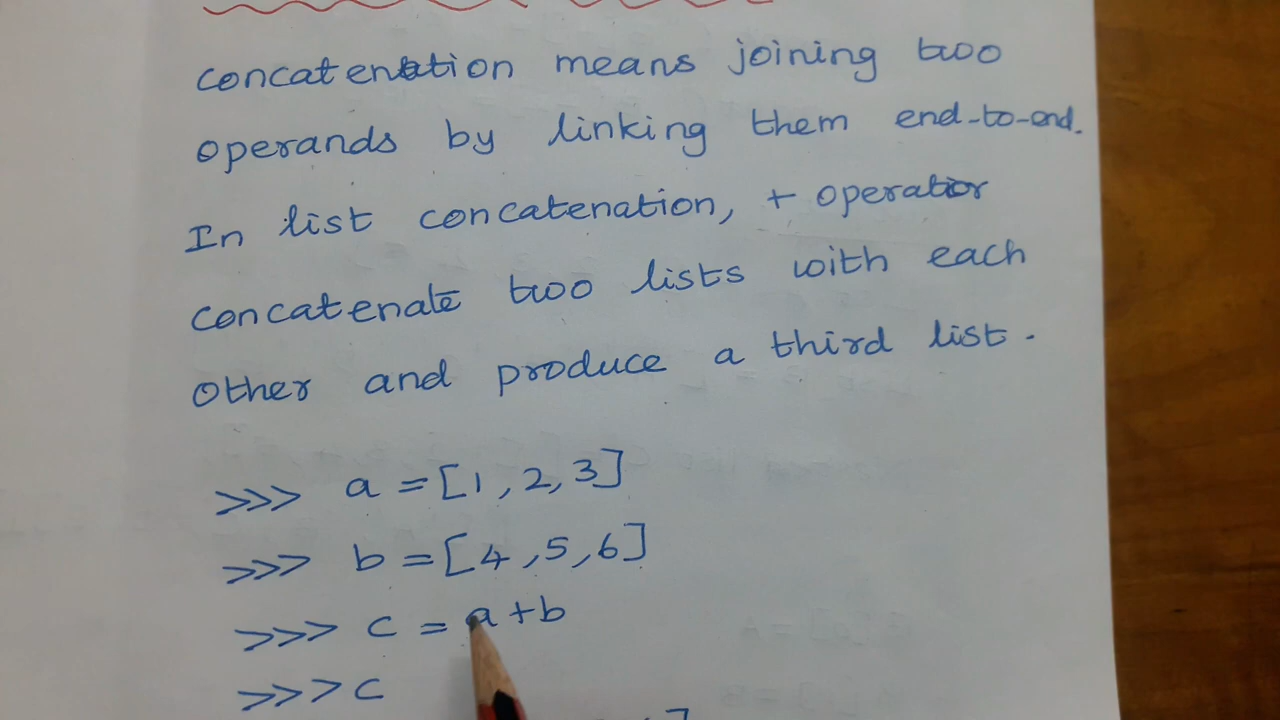 concatenation means joining two
operands by linking them end-to-end.
In list concatenation, + operator
concatenate two lists with each
other and produce a third list.
>>> a = [1, 2, 3]
>>> b = [4, 5, 6]
>>> c = a+b
>>> c
]